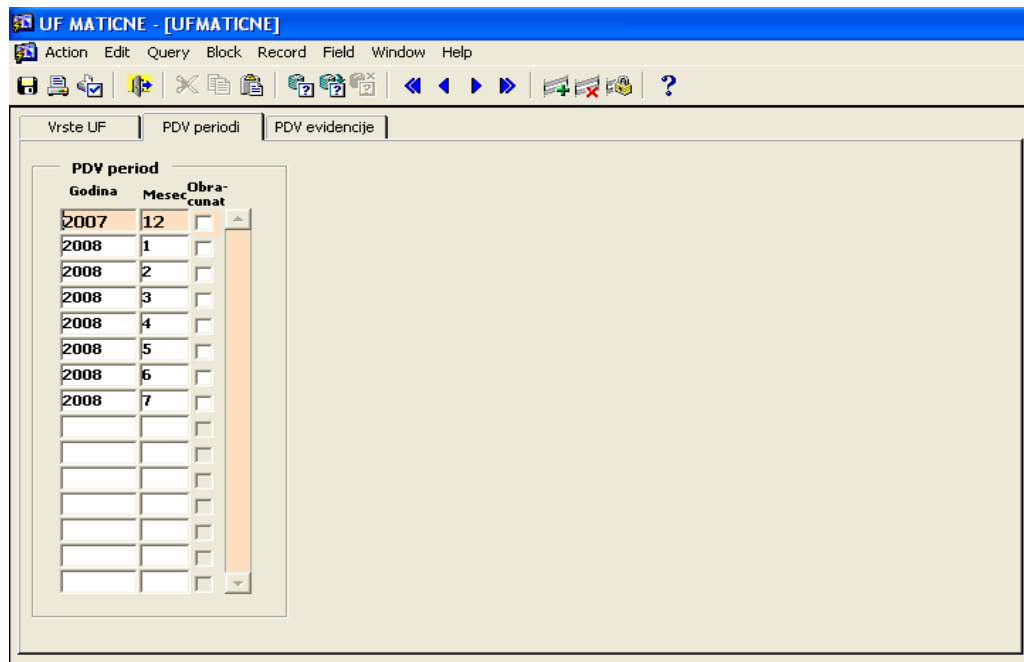 UF MATICNE - [UFMATICNE]
Action Edit Query Block Record Field Window Help
Vrste UF PDV periodi PDV evidencije
PDV period
Godina Mesec Obra-
cunat
2007 12
2008 1
2008 2
2008 3
2008 4
2008 5
2008 6
2008 7